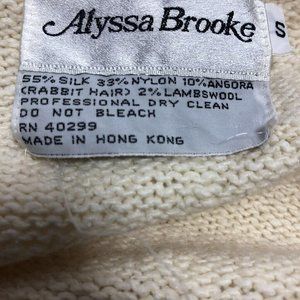 Alyssa Brooke
S
55% SILK 33% NYLON 10% ANGORA
(RABBIT HAIR) 2% LAMBSWOOL
PROFESSIONAL DRY CLEAN
DO NOT BLEACH
RN 40299
MADE IN HONG KONG